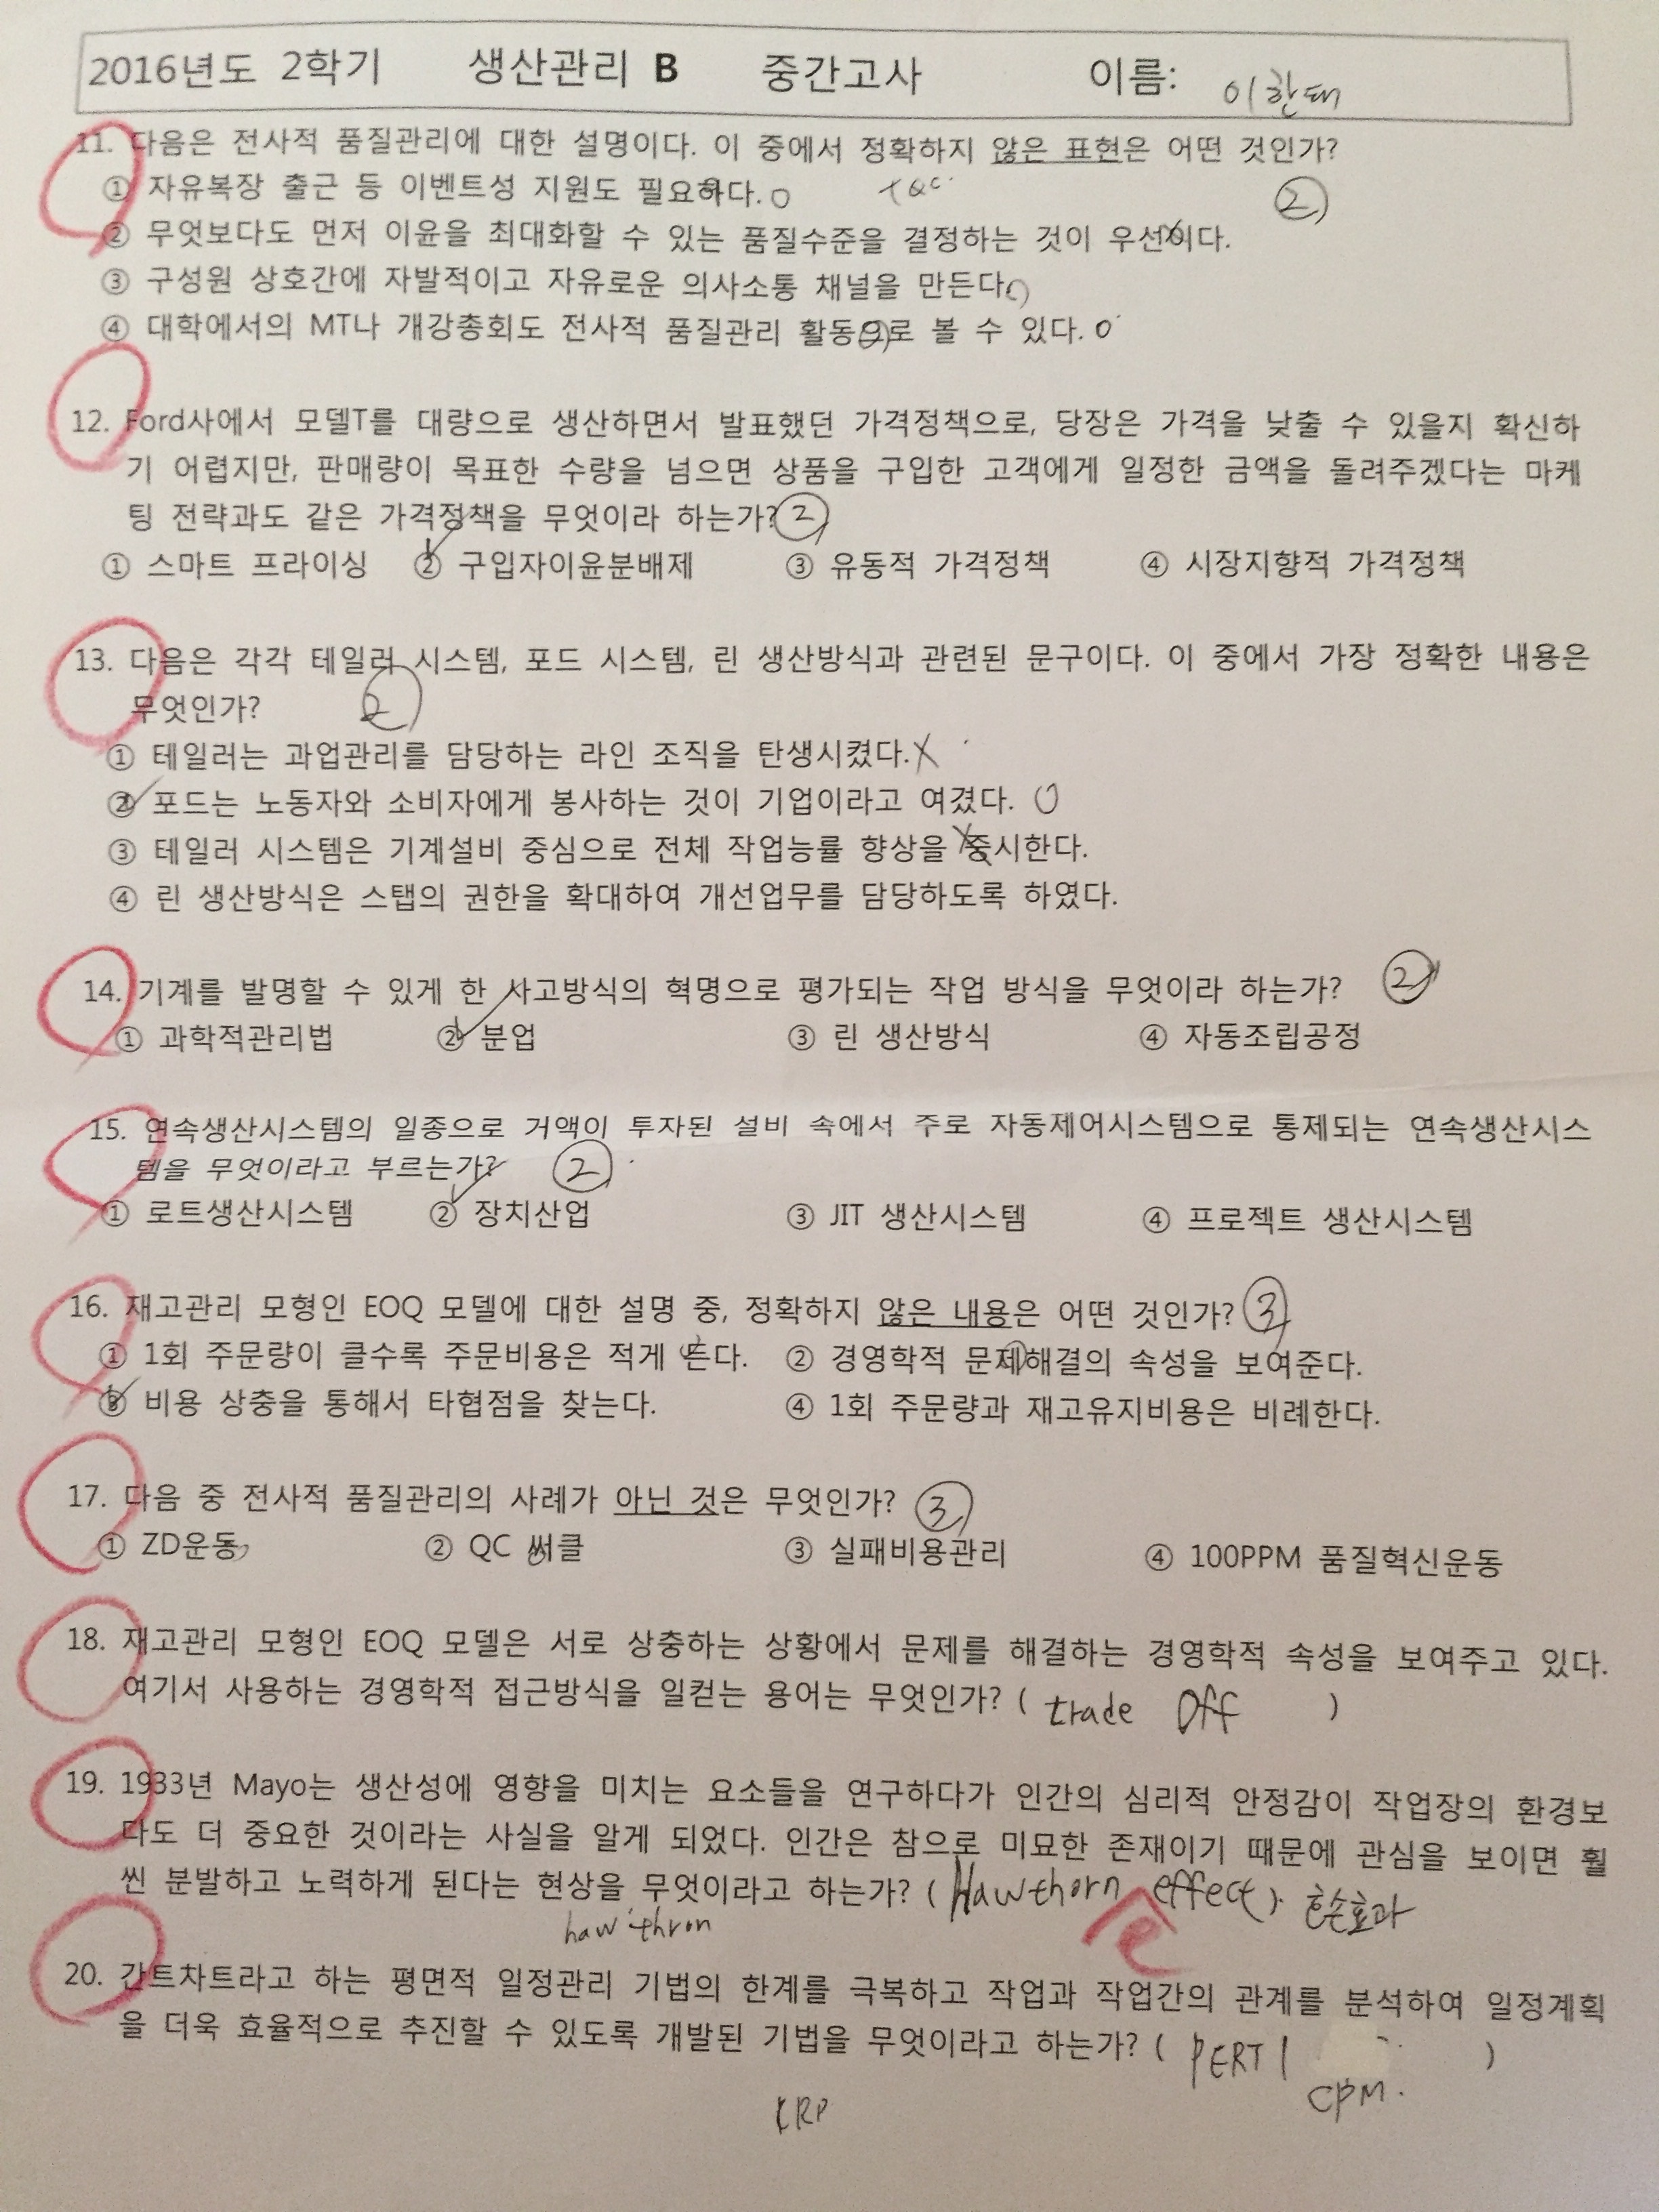 2016년도 2학기 생산관리 B 중간고사 이름: 이한태
11. 다음은 전사적 품질관리에 대한 설명이다. 이 중에서 정확하지 않은 표현은 어떤 것인가?
① 자유복장 출근 등 이벤트성 지원도 필요하다. O TQC ②
② 무엇보다도 먼저 이윤을 최대화할 수 있는 품질수준을 결정하는 것이 우선이다.
③ 구성원 상호간에 자발적이고 자유로운 의사소통 채널을 만든다. O
④ 대학에서의 MT나 개강총회도 전사적 품질관리 활동으로 볼 수 있다. O
12. Ford사에서 모델T를 대량으로 생산하면서 발표했던 가격정책으로, 당장은 가격을 낮출 수 있을지 확신하
기 어렵지만, 판매량이 목표한 수량을 넘으면 상품을 구입한 고객에게 일정한 금액을 돌려주겠다는 마케
팅 전략과도 같은 가격정책을 무엇이라 하는가? ②
① 스마트 프라이싱 ② 구입자이윤분배제 ③ 유동적 가격정책 ④ 시장지향적 가격정책
13. 다음은 각각 테일러 시스템, 포드 시스템, 린 생산방식과 관련된 문구이다. 이 중에서 가장 정확한 내용은
무엇인가? ②
① 테일러는 과업관리를 담당하는 라인 조직을 탄생시켰다. X
② 포드는 노동자와 소비자에게 봉사하는 것이 기업이라고 여겼다. O
③ 테일러 시스템은 기계설비 중심으로 전체 작업능률 향상을 중시한다. X
④ 린 생산방식은 스탭의 권한을 확대하여 개선업무를 담당하도록 하였다.
14. 기계를 발명할 수 있게 한 사고방식의 혁명으로 평가되는 작업 방식을 무엇이라 하는가? ②
① 과학적관리법 ② 분업 ③ 린 생산방식 ④ 자동조립공정
15. 연속생산시스템의 일종으로 거액이 투자된 설비 속에서 주로 자동제어시스템으로 통제되는 연속생산시스
템을 무엇이라고 부르는가? ②
① 로트생산시스템 ② 장치산업 ③ JIT 생산시스템 ④ 프로젝트 생산시스템
16. 재고관리 모형인 EOQ 모델에 대한 설명 중, 정확하지 않은 내용은 어떤 것인가? ③
① 1회 주문량이 클수록 주문비용은 적게 든다. ② 경영학적 문제해결의 속성을 보여준다.
③ 비용 상충을 통해서 타협점을 찾는다. ④ 1회 주문량과 재고유지비용은 비례한다.
17. 다음 중 전사적 품질관리의 사례가 아닌 것은 무엇인가? ③
① ZD운동 ② QC 써클 ③ 실패비용관리 ④ 100PPM 품질혁신운동
18. 재고관리 모형인 EOQ 모델은 서로 상충하는 상황에서 문제를 해결하는 경영학적 속성을 보여주고 있다.
여기서 사용하는 경영학적 접근방식을 일컫는 용어는 무엇인가? ( trade Off )
19. 1933년 Mayo는 생산성에 영향을 미치는 요소들을 연구하다가 인간의 심리적 안정감이 작업장의 환경보
다도 더 중요한 것이라는 사실을 알게 되었다. 인간은 참으로 미묘한 존재이기 때문에 관심을 보이면 훨
씬 분발하고 노력하게 된다는 현상을 무엇이라고 하는가? ( Hawthorn effect ). 호손효과
haw thron e
20. 간트차트라고 하는 평면적 일정관리 기법의 한계를 극복하고 작업과 작업간의 관계를 분석하여 일정계획
을 더욱 효율적으로 추진할 수 있도록 개발된 기법을 무엇이라고 하는가? ( PERT / )
CPM.